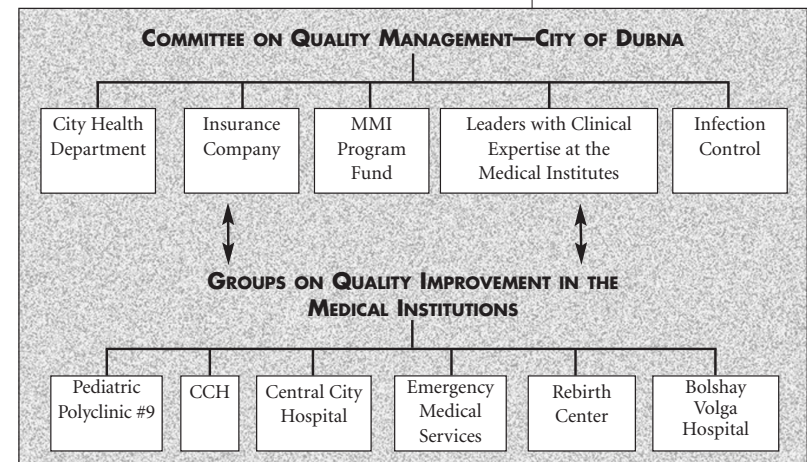 COMMITTEE ON QUALITY MANAGEMENT—CITY OF DUBNA
City Health
Department
Insurance
Company
MMI
Program
Fund
Leaders with Clinical
Expertise at the
Medical Institutes
Infection
Control
GROUPS ON QUALITY IMPROVEMENT IN THE
MEDICAL INSTITUTIONS
Pediatric
Polyclinic #9
CCH
Central City
Hospital
Emergency
Medical
Services
Rebirth
Center
Bolshay
Volga
Hospital